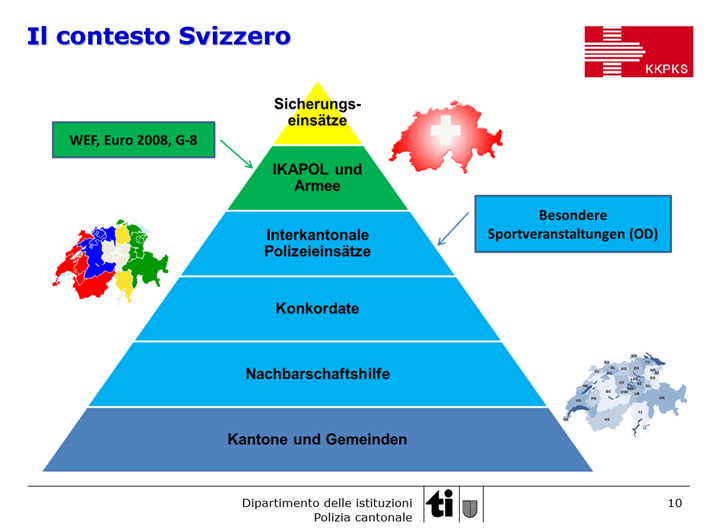 Il contesto Svizzero
KKPKS
Sicherungs-
einsätze
WEF, Euro 2008, G-8
IKAPOL und
Armee
Besondere
Sportveranstaltungen (OD)
Interkantonale
Polizeieinsätze
Konkordate
Nachbarschaftshilfe
Kantone und Gemeinden
Dipartimento delle istituzioni
Polizia cantonale
ti
10